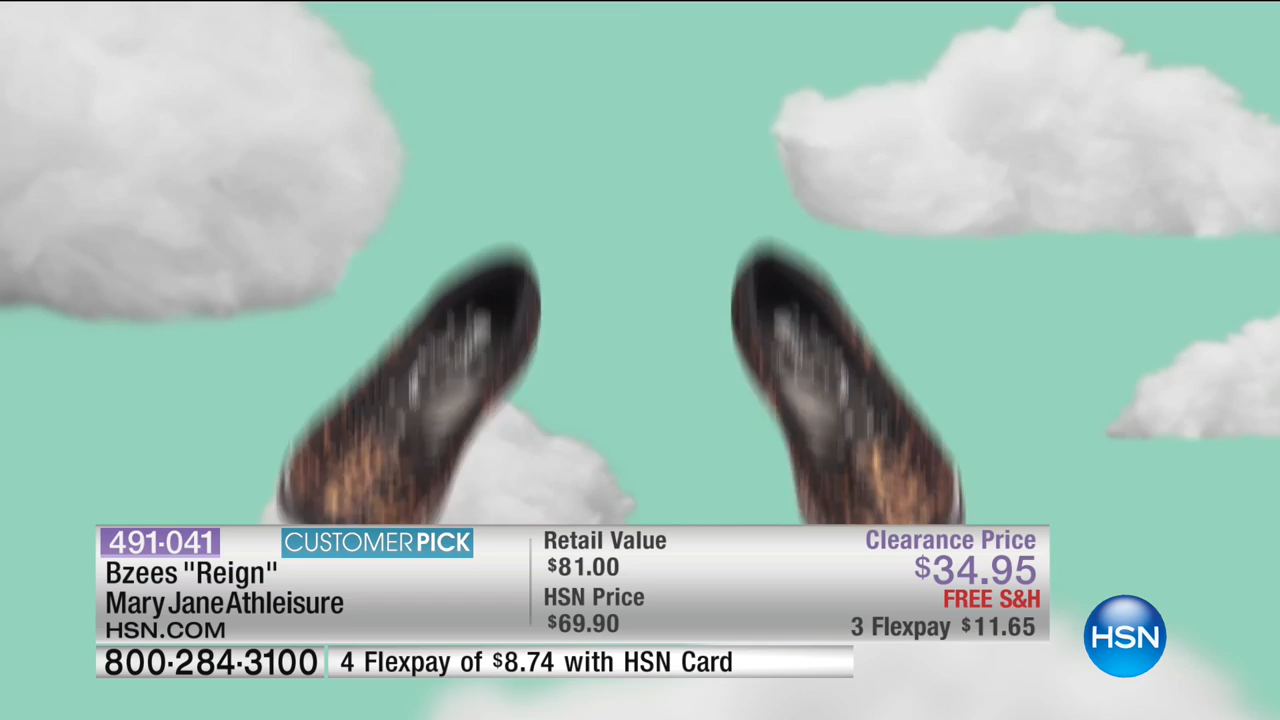 491-041
CUSTOMERPICK
Bzees "Reign"
Mary Jane Athleisure
HSN.COM
Retail Value
$81.00
HSN Price
$69.90
Clearance Price
$34.95
FREE S&H
3 Flexpay $11.65
800-284-3100
4 Flexpay of $8.74 with HSN Card
HSN